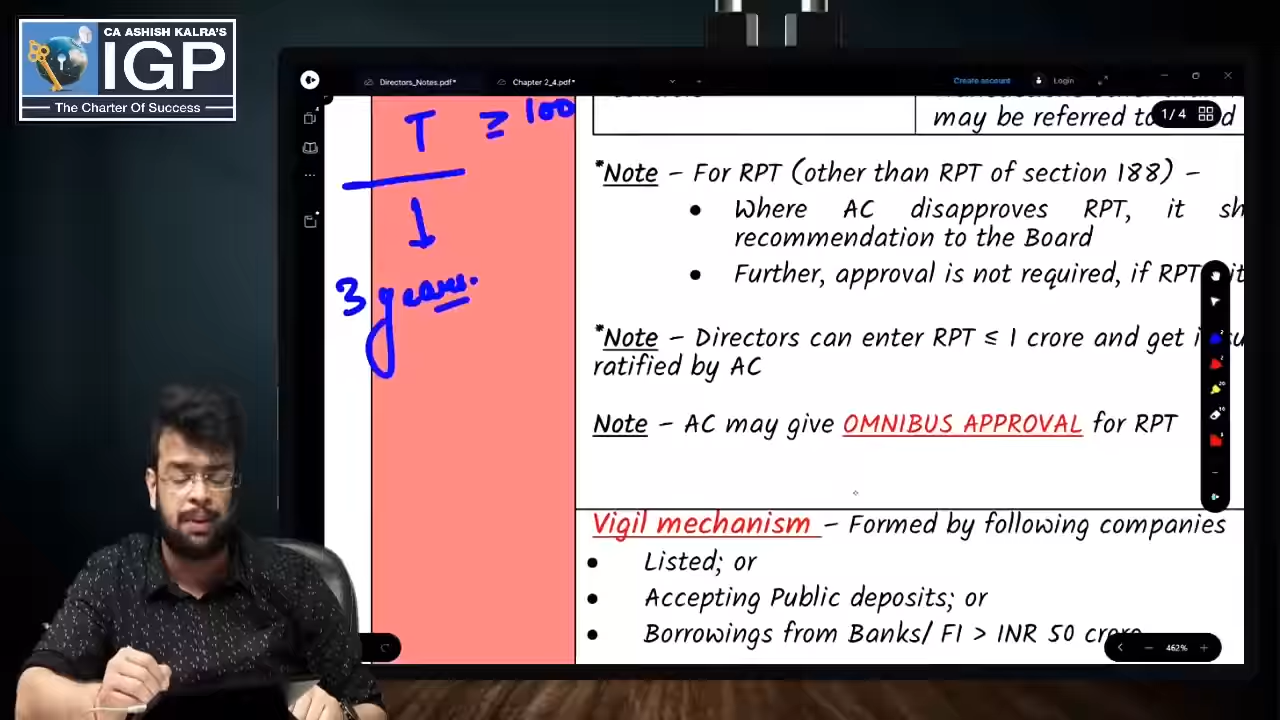 CA ASHISH KALRA'S
IGP
The Charter Of Success
Directors_Notes.pdf*
Chapter 2_4.pdf*
Create account
Login
may be referred to
1/4
T ≥ 100
3 years.
*Note – For RPT (other than RPT of section 188) –
• Where AC disapproves RPT, it
recommendation to the Board
• Further, approval is not required, if RPT
*Note – Directors can enter RPT ≤ 1 crore and get
ratified by AC
Note – AC may give OMNIBUS APPROVAL for RPT
Vigil mechanism – Formed by following companies
• Listed; or
• Accepting Public deposits; or
• Borrowings from Banks/ FI > INR 50 crore
462%